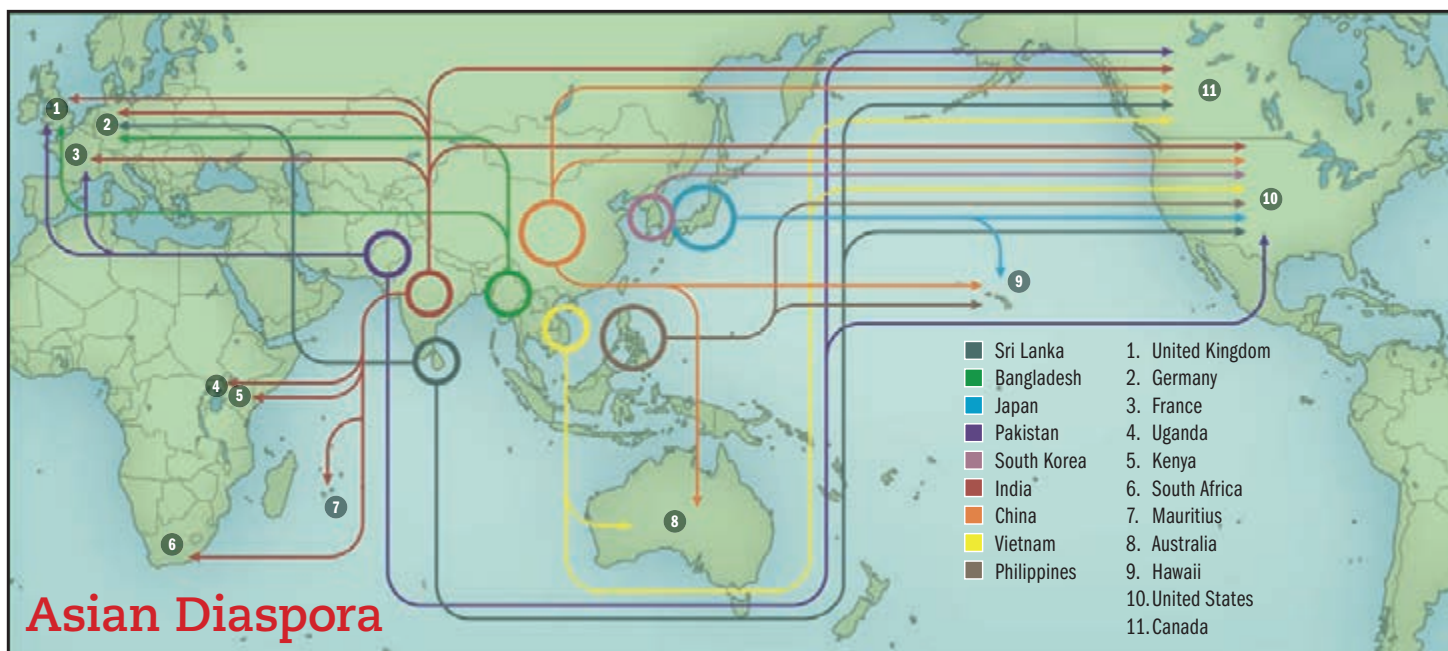 1
2
3
4
5
6
7
8
9
10
11
Sri Lanka
Bangladesh
Japan
Pakistan
South Korea
India
China
Vietnam
Philippines
1. United Kingdom
2. Germany
3. France
4. Uganda
5. Kenya
6. South Africa
7. Mauritius
8. Australia
9. Hawaii
10. United States
11. Canada
Asian Diaspora